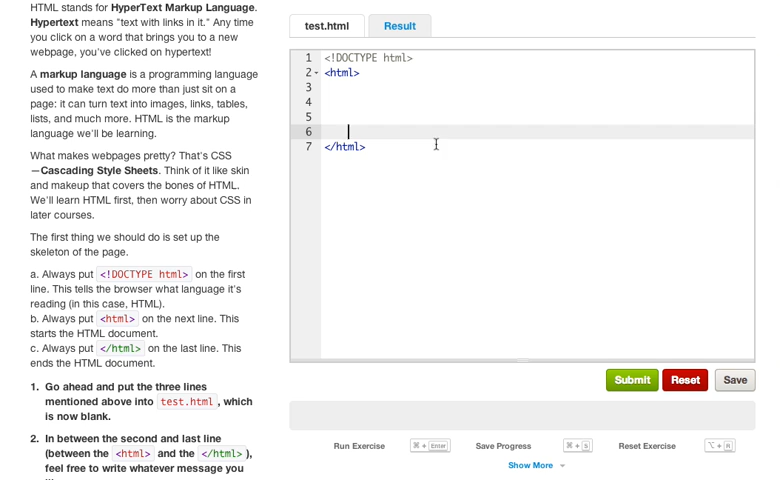 HTML stands for HyperText Markup Language.
Hypertext means "text with links in it." Any time
you click on a word that brings you to a new
webpage, you've clicked on hypertext!
A markup language is a programming language
used to make text do more than just sit on a
page: it can turn text into images, links, tables,
lists, and much more. HTML is the markup
language we'll be learning.
What makes webpages pretty? That's CSS
—Cascading Style Sheets. Think of it like skin
and makeup that covers the bones of HTML.
We'll learn HTML first, then worry about CSS in
later courses.
The first thing we should do is set up the
skeleton of the page.
a. Always put <!DOCTYPE html> on the first
line. This tells the browser what language it's
reading (in this case, HTML).
b. Always put <html> on the next line. This
starts the HTML document.
c. Always put </html> on the last line. This
ends the HTML document.
1. Go ahead and put the three lines
mentioned above into test.html, which
is now blank.
2. In between the second and last line
(between the <html> and the </html>),
feel free to write whatever message you
test.html Result
1 <!DOCTYPE html>
2 <html>
3
4
5
6
7 </html>
Submit Reset Save
Run Exercise ⌘ + Enter Save Progress ⌘ + S Reset Exercise ⌥ + R
Show More